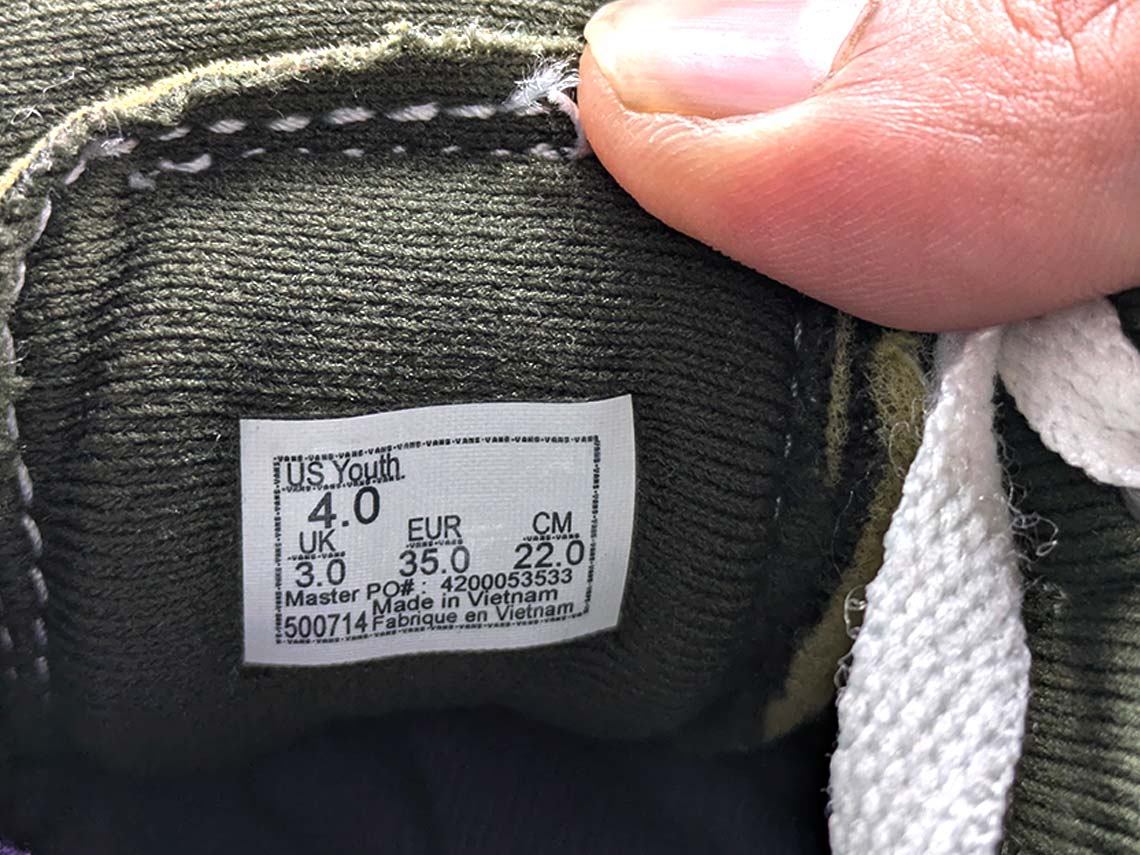 US Youth
4.0
UK EUR CM
3.0 35.0 22.0
Master PO# : 4200053533
Made in Vietnam
500714 Fabrique en Vietnam